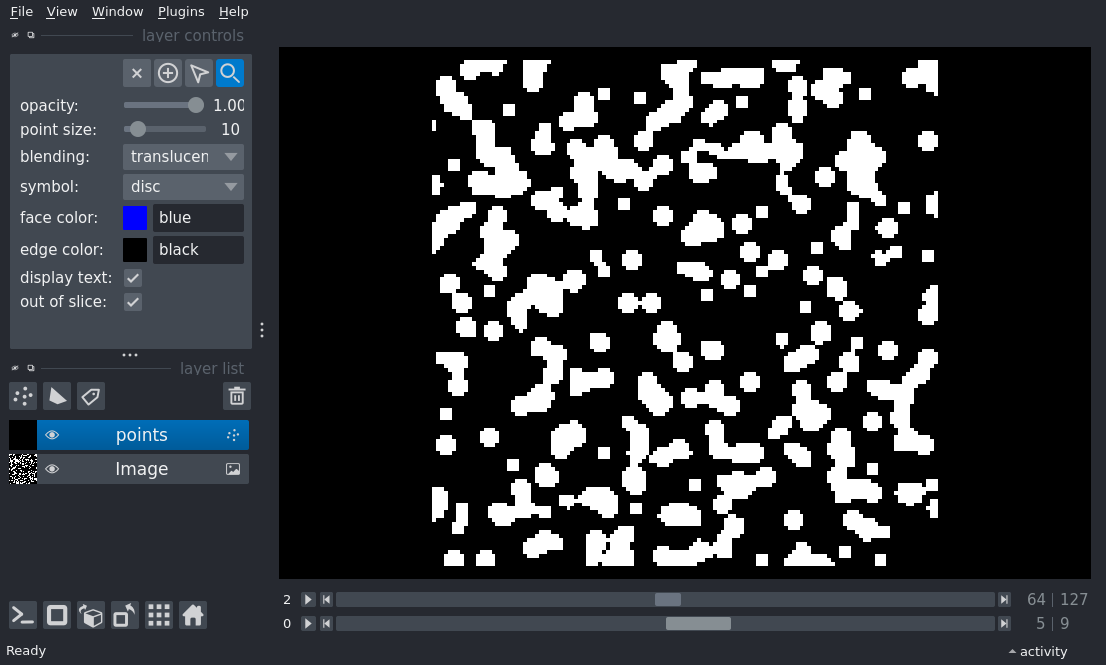 File View Window Plugins Help
layer controls
opacity: 1.00
point size: 10
blending: translucen
symbol: disc
face color: blue
edge color: black
display text:
out of slice:
layer list
points
Image
2 64 | 127
0 5 | 9
Ready activity